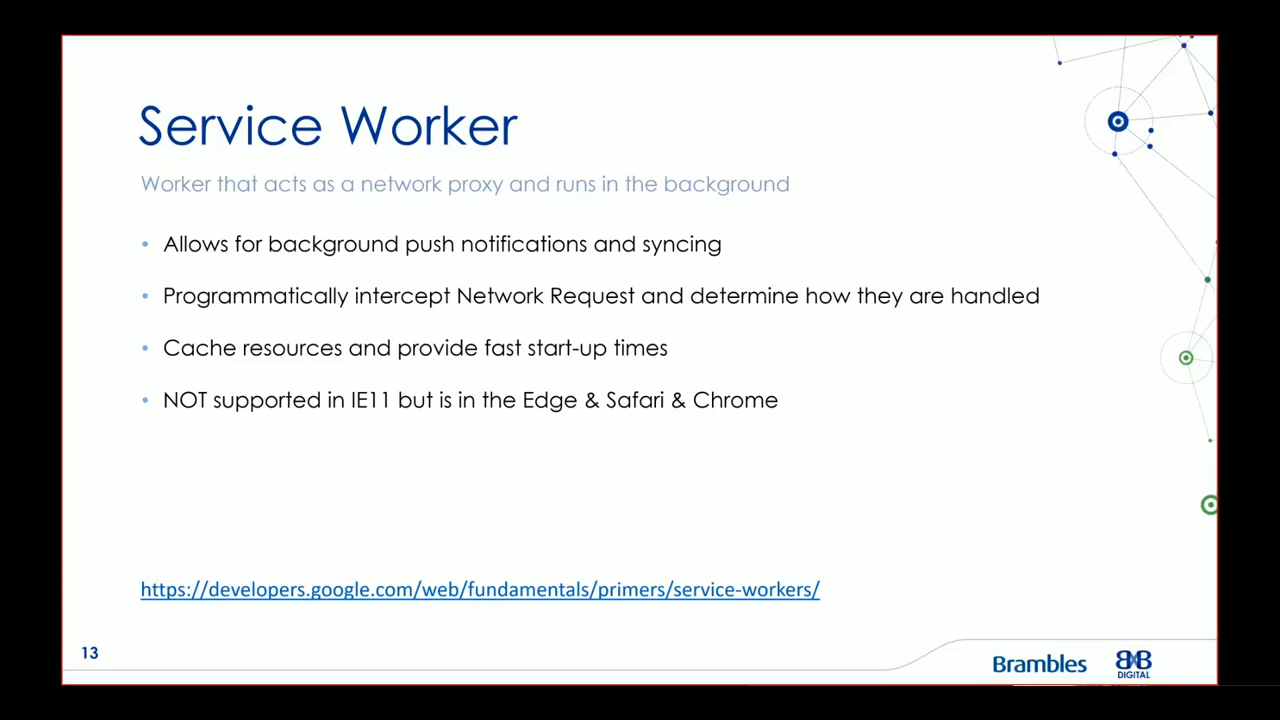 Service Worker
Worker that acts as a network proxy and runs in the background
• Allows for background push notifications and syncing
• Programmatically intercept Network Request and determine how they are handled
• Cache resources and provide fast start-up times
• NOT supported in IE11 but is in the Edge & Safari & Chrome
https://developers.google.com/web/fundamentals/primers/service-workers/
13
Brambles
BXB
DIGITAL